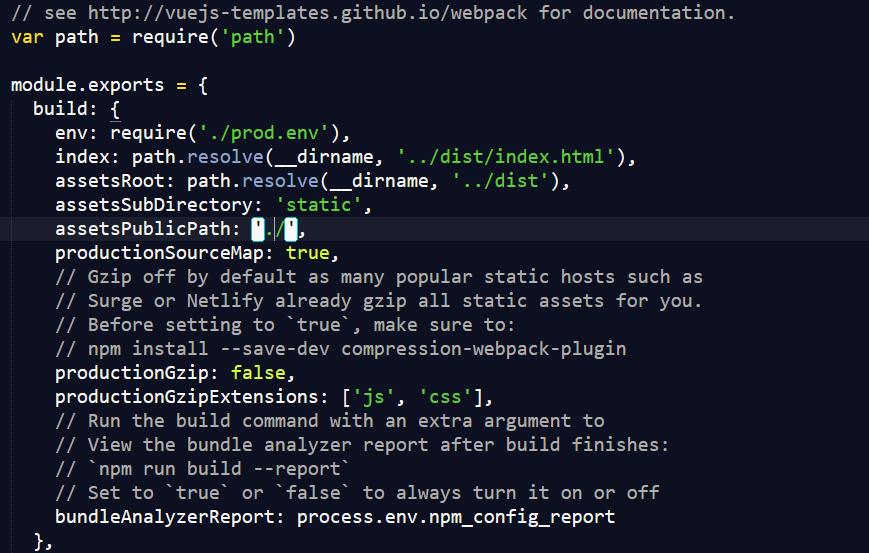 // see http://vuejs-templates.github.io/webpack for documentation.
var path = require('path')
module.exports = {
build: {
env: require('./prod.env'),
index: path.resolve(__dirname, '../dist/index.html'),
assetsRoot: path.resolve(__dirname, '../dist'),
assetsSubDirectory: 'static',
assetsPublicPath: './',
productionSourceMap: true,
// Gzip off by default as many popular static hosts such as
// Surge or Netlify already gzip all static assets for you.
// Before setting to `true`, make sure to:
// npm install --save-dev compression-webpack-plugin
productionGzip: false,
productionGzipExtensions: ['js', 'css'],
// Run the build command with an extra argument to
// View the bundle analyzer report after build finishes:
// `npm run build --report`
// Set to `true` or `false` to always turn it on or off
bundleAnalyzerReport: process.env.npm_config_report
},